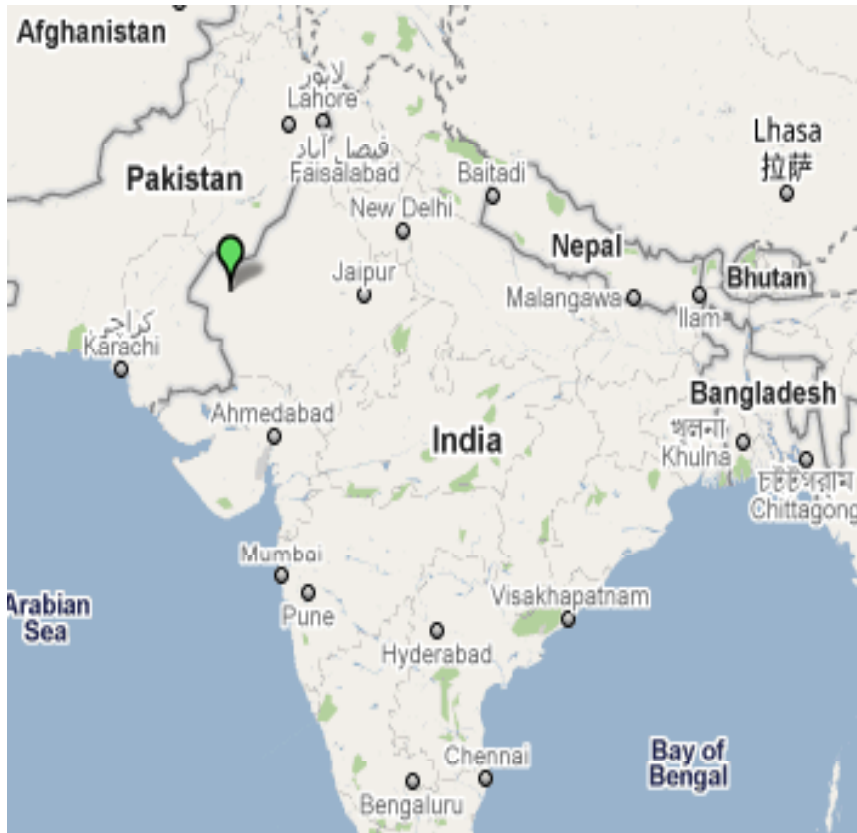 Afghanistan
لاہور
Lahore
Lhasa
拉萨
فیصل آباد
Faisalabad
Pakistan
Baitadi
New Delhi
Nepal
Bhutan
Jaipur
Malangawa
Ilam
کراچی
Karachi
Bangladesh
Ahmedabad
India
Khulna
Chittagong
Mumbai
Arabian
Sea
Pune
Visakhapatnam
Hyderabad
Chennai
Bay of
Bengal
Bengaluru